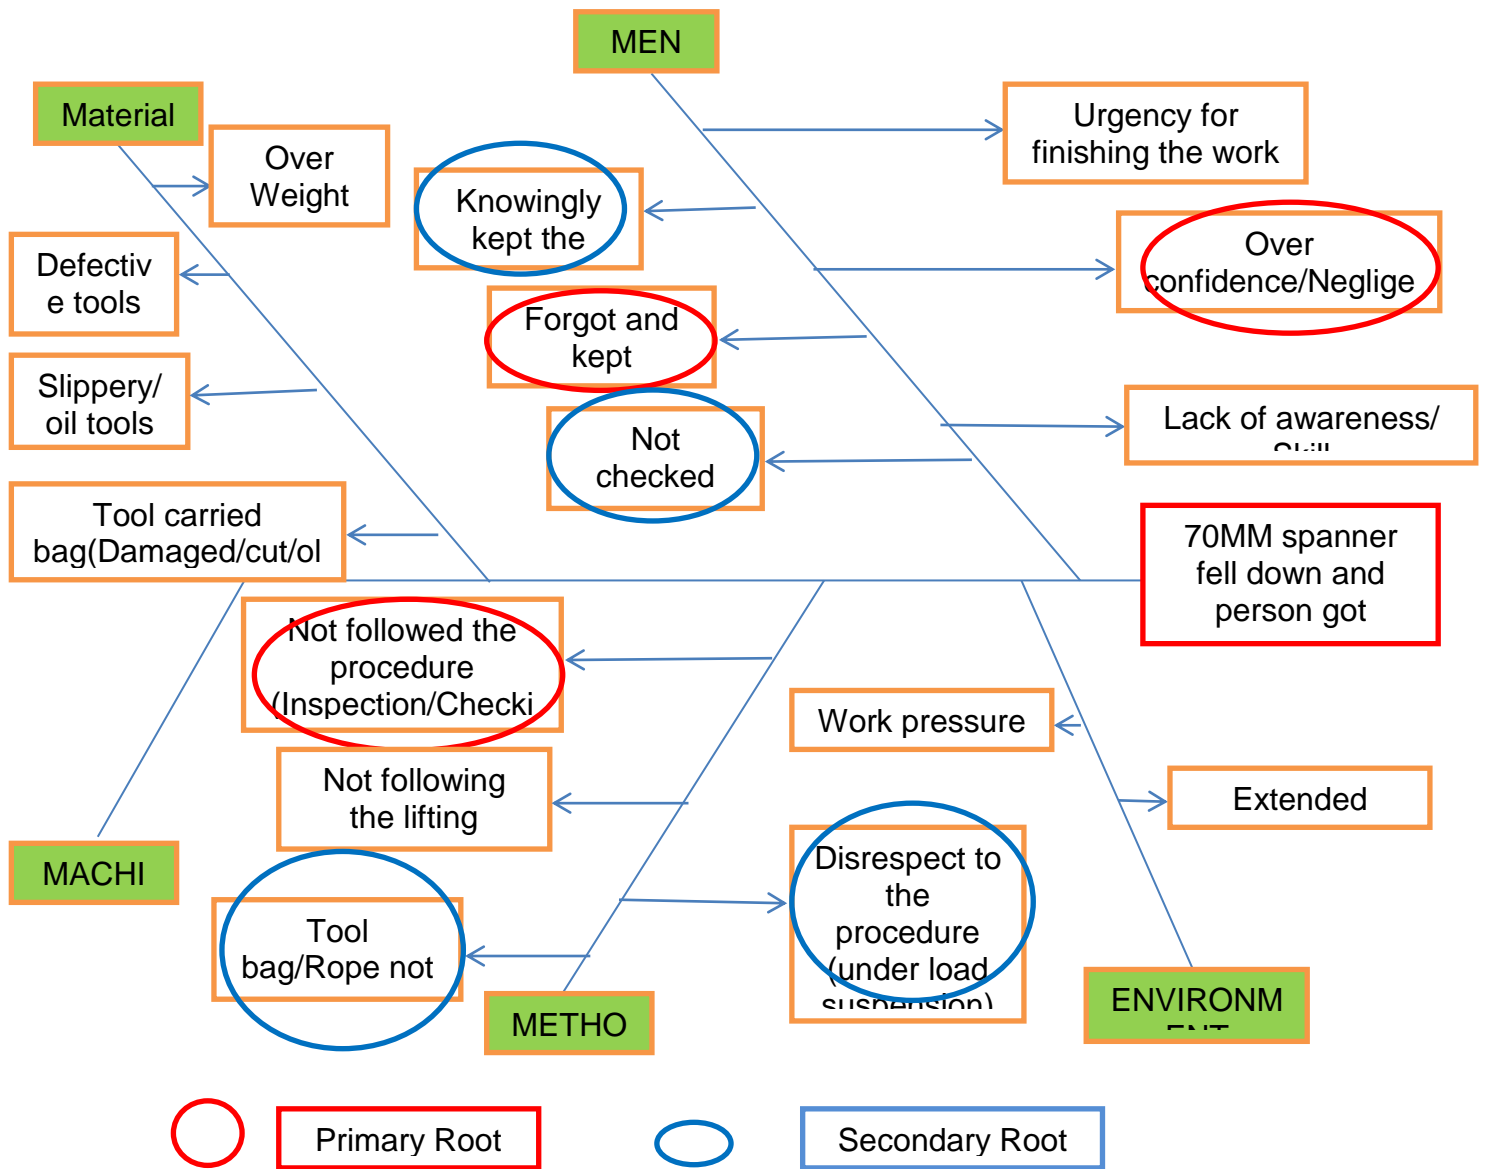 MEN
Material
Urgency for
finishing the work
Over
Weight
Knowingly
kept the
Over
confidence/Neglige
Defectiv
e tools
Forgot and
kept
Slippery/
oil tools
Lack of awareness/
Skill
Not
checked
Tool carried
bag(Damaged/cut/ol
70MM spanner
fell down and
person got
Not followed the
procedure
(Inspection/Checki
Work pressure
Not following
the lifting
Extended
MACHI
Disrespect to
the
procedure
(under load
suspension)
Tool
bag/Rope not
METHO
ENVIRONM
ENT
Primary Root
Secondary Root